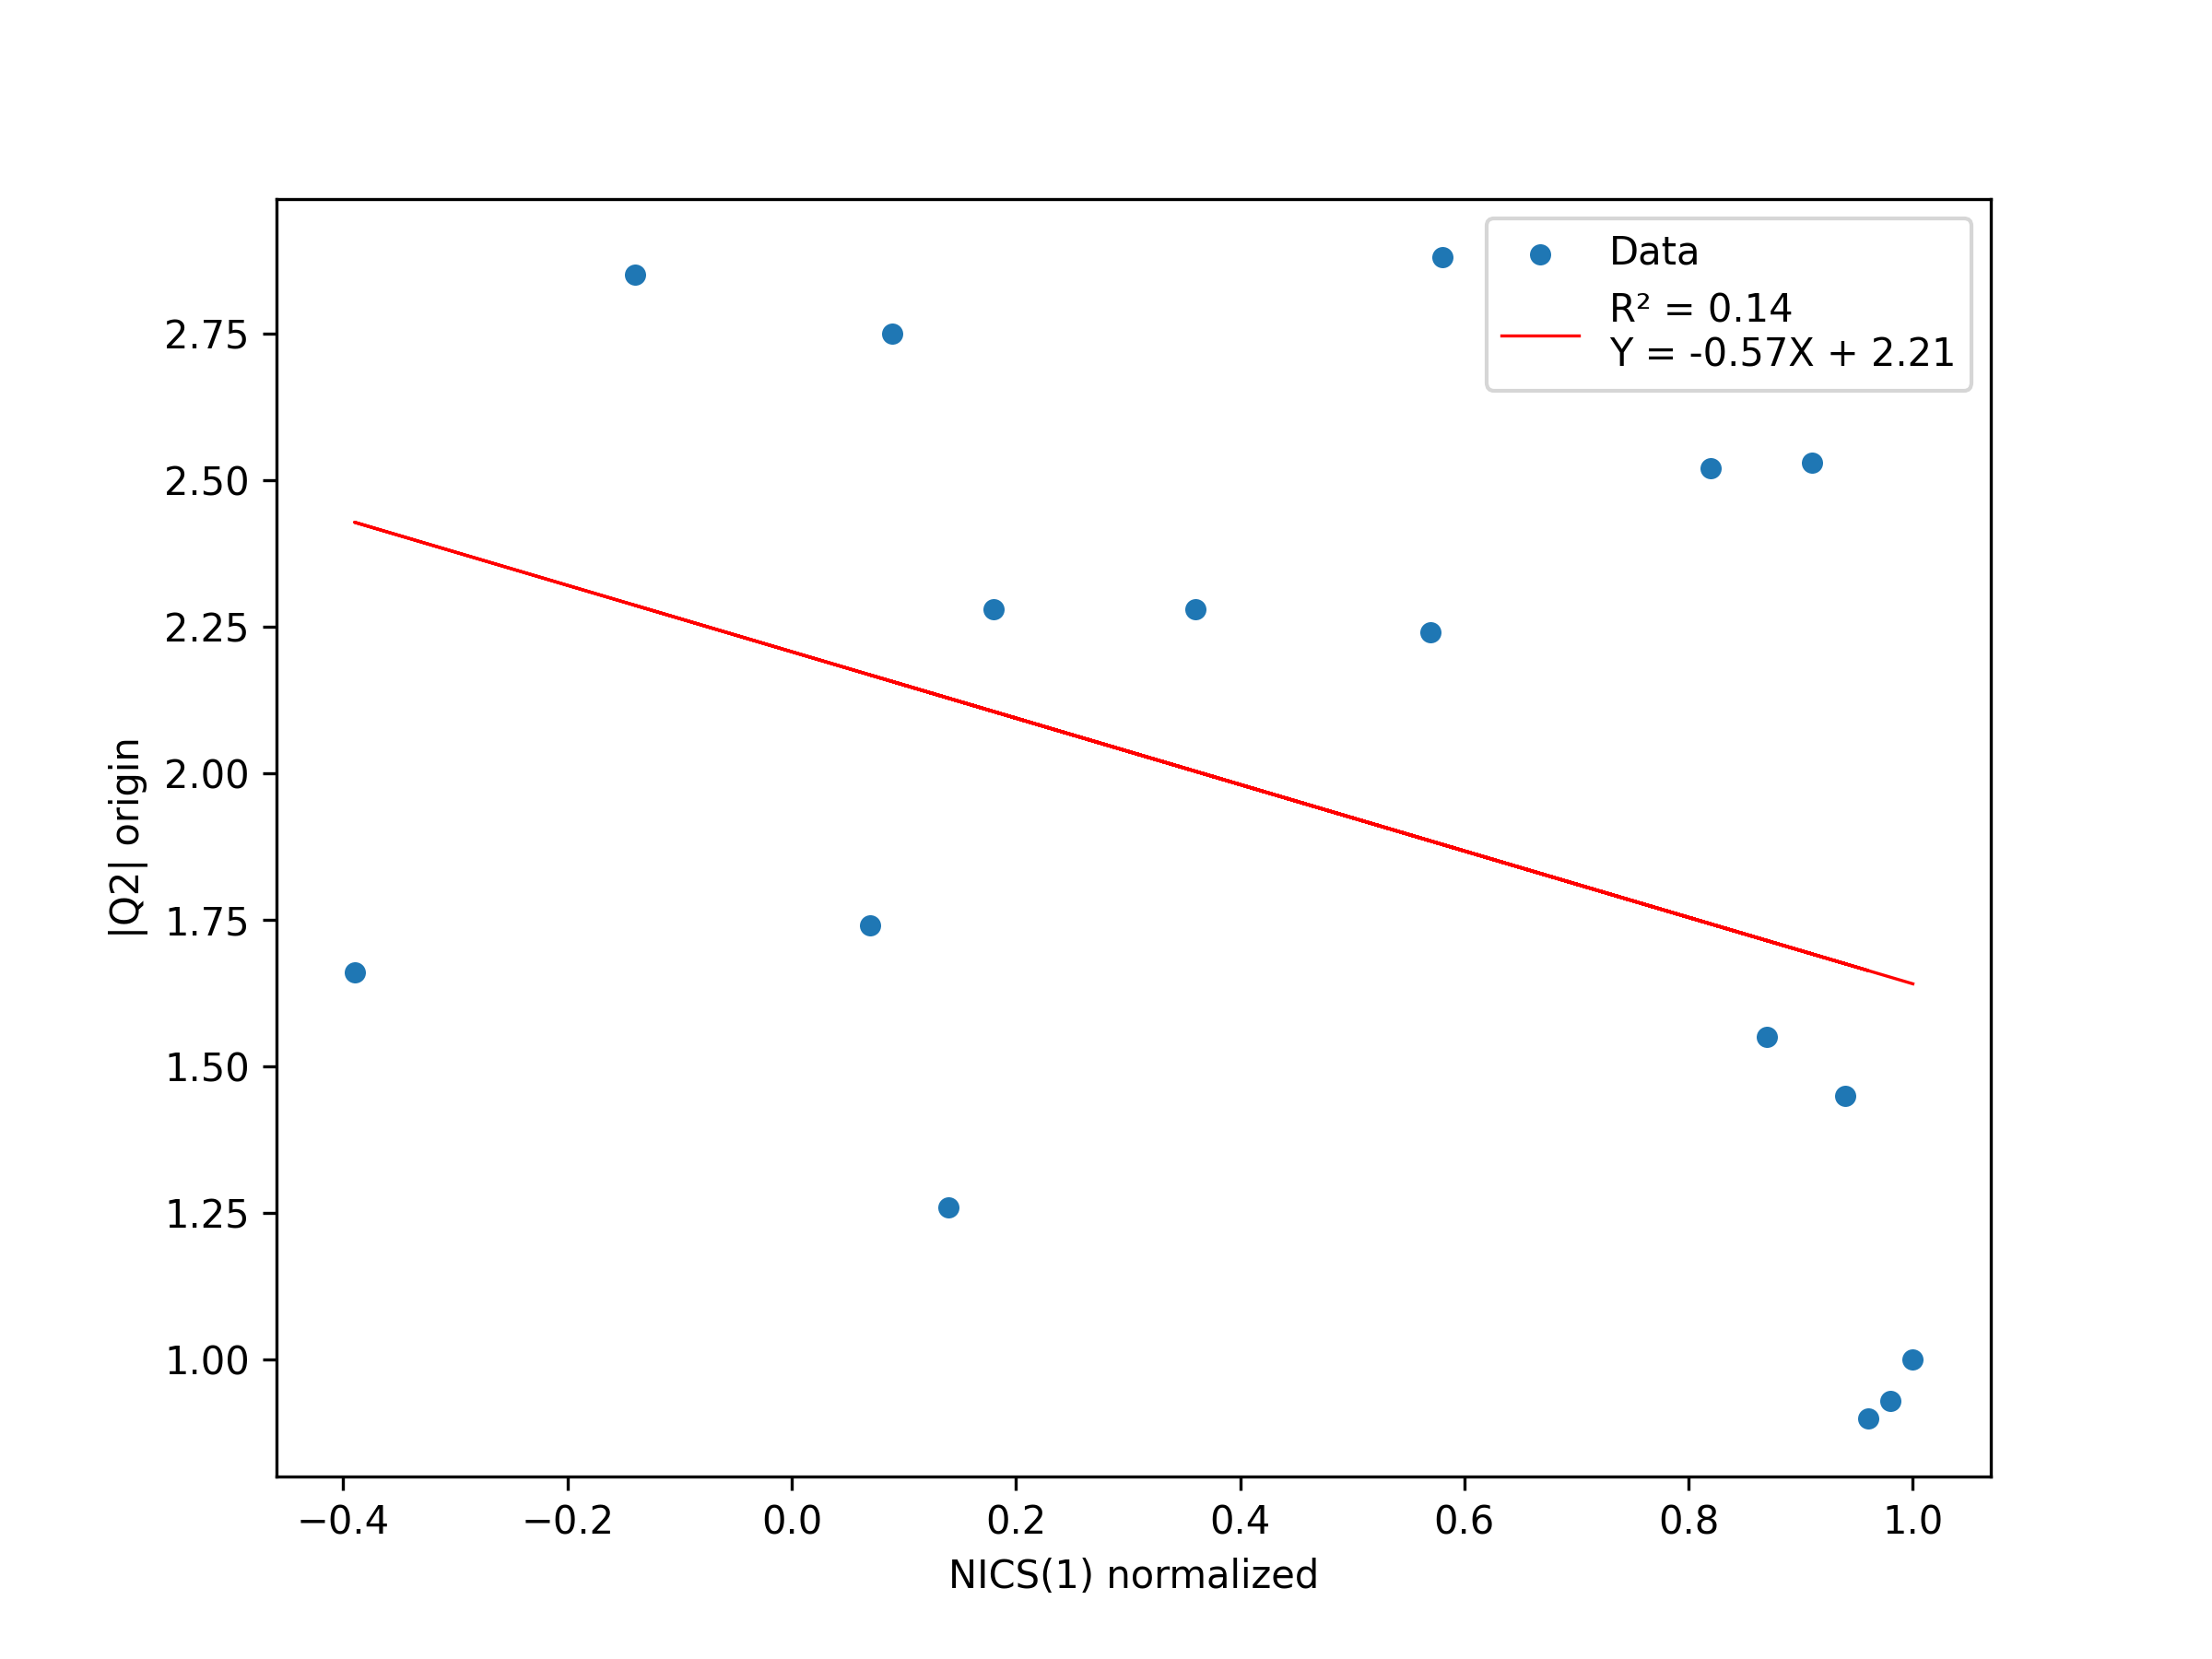 Data
R² = 0.14
Y = -0.57X + 2.21
2.75
2.50
2.25
2.00
1.75
1.50
1.25
1.00
|Q2| origin
−0.4 −0.2 0.0 0.2 0.4 0.6 0.8 1.0
NICS(1) normalized